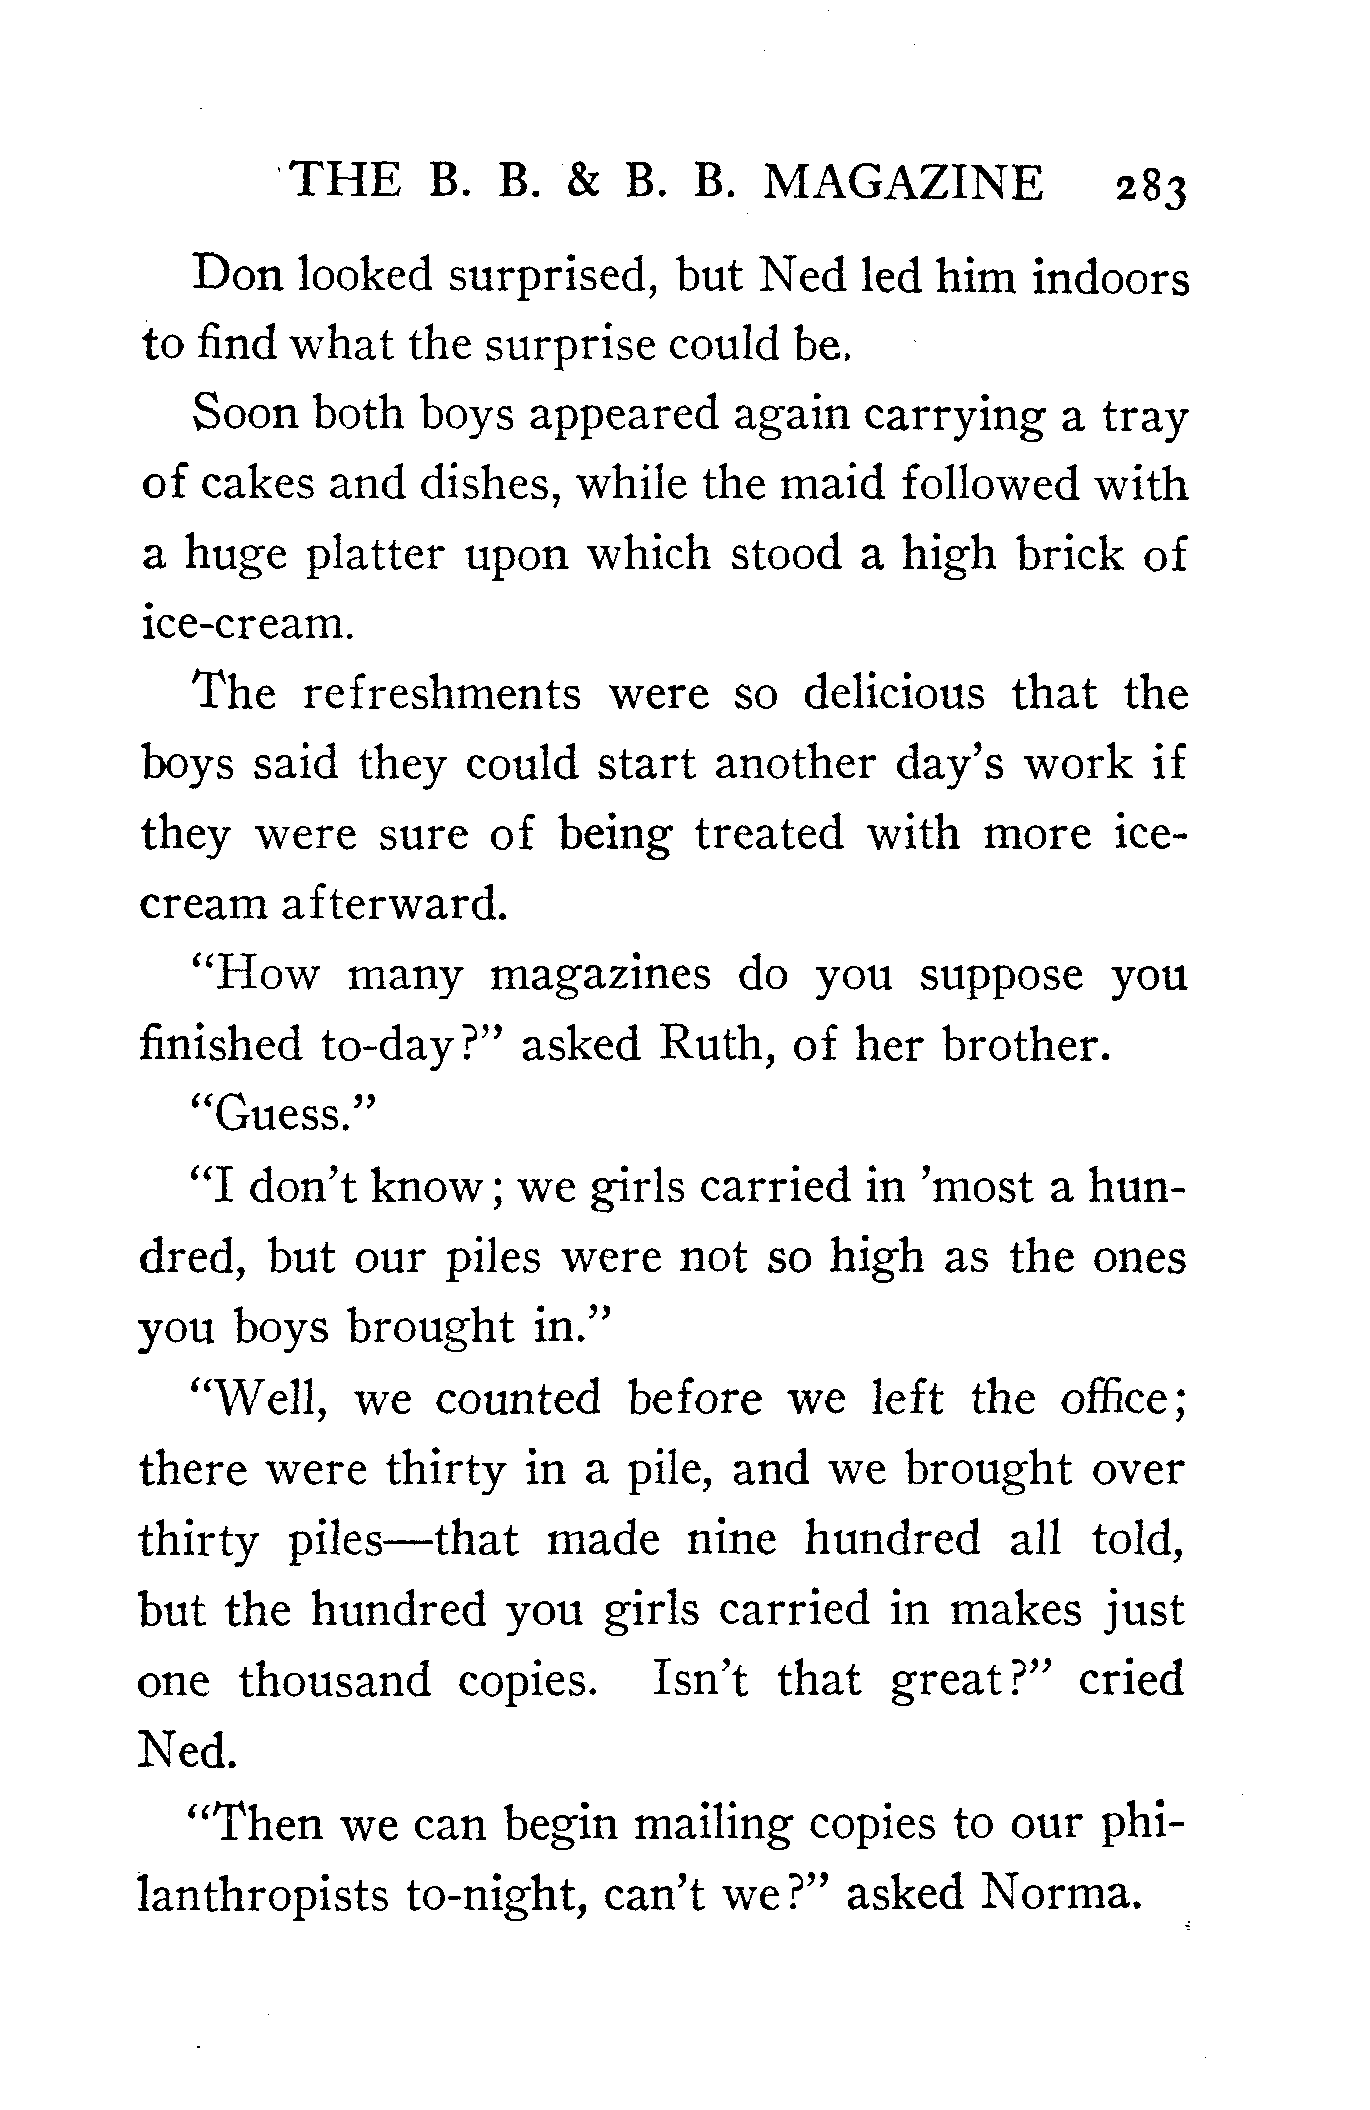 THE B. B. & B. B. MAGAZINE 283
Don looked surprised, but Ned led him indoors
to find what the surprise could be.
Soon both boys appeared again carrying a tray
of cakes and dishes, while the maid followed with
a huge platter upon which stood a high brick of
ice-cream.
The refreshments were so delicious that the
boys said they could start another day's work if
they were sure of being treated with more ice-
cream afterward.
"How many magazines do you suppose you
finished to-day?" asked Ruth, of her brother.
"Guess."
"I don't know; we girls carried in 'most a hun-
dred, but our piles were not so high as the ones
you boys brought in."
"Well, we counted before we left the office;
there were thirty in a pile, and we brought over
thirty piles—that made nine hundred all told,
but the hundred you girls carried in makes just
one thousand copies. Isn't that great?" cried
Ned.
"Then we can begin mailing copies to our phi-
lanthropists to-night, can't we?" asked Norma.